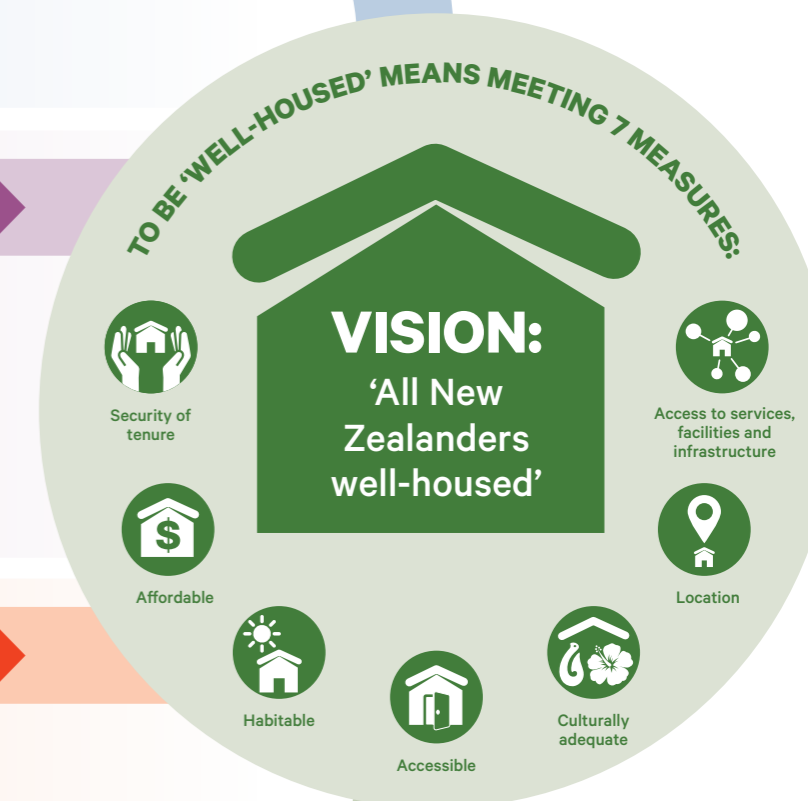 TO BE ‘WELL-HOUSED’ MEANS MEETING 7 MEASURES:
VISION:
‘All New
Zealanders
well-housed’
Security of
tenure
Affordable
Habitable
Accessible
Culturally
adequate
Location
Access to services,
facilities and
infrastructure
$